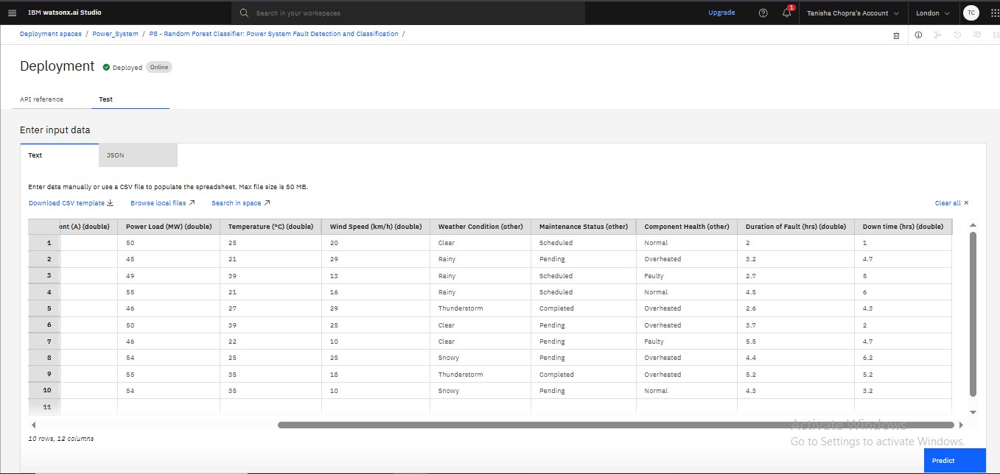 IBM watsonx.ai Studio Search in your workspaces Upgrade 1 Tanisha Chopra's Account London TC
Deployment spaces / Power_System / P8 - Random Forest Classifier: Power System Fault Detection and Classification /
Deployment Deployed Online
API reference Test
Enter input data
Text JSON
Enter data manually or use a CSV file to populate the spreadsheet. Max file size is 50 MB.
Download CSV template Browse local files Search in space Clear all
ent (A) (double) Power Load (MW) (double) Temperature (°C) (double) Wind Speed (km/h) (double) Weather Condition (other) Maintenance Status (other) Component Health (other) Duration of Fault (hrs) (double) Down time (hrs) (double)
1 50 25 20 Clear Scheduled Normal 2 1
2 45 21 29 Rainy Pending Overheated 3.2 4.7
3 49 39 13 Rainy Scheduled Faulty 2.7 5
4 55 21 16 Rainy Scheduled Normal 4.5 6
5 46 27 29 Thunderstorm Completed Overheated 2.6 4.3
6 50 39 25 Clear Pending Overheated 3.7 2
7 46 22 10 Clear Pending Faulty 5.5 4.7
8 54 25 25 Snowy Pending Overheated 4.4 6.2
9 55 35 18 Thunderstorm Completed Overheated 5.2 5.2
10 54 35 10 Snowy Pending Normal 4.3 3.2
11
10 rows, 12 columns
Activate Windows
Go to Settings to activate Windows.
Predict